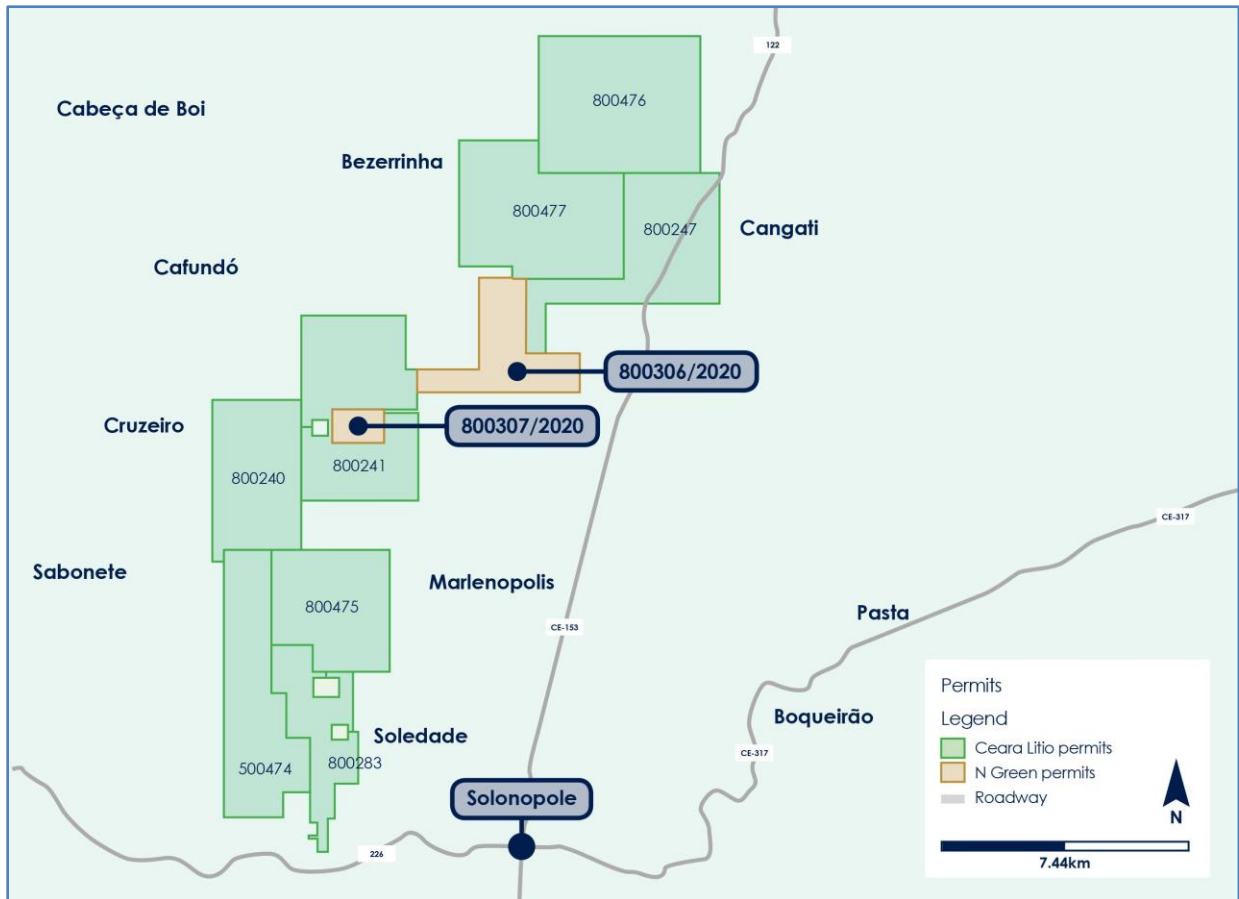 122
800476
Cabeça de Boi
Bezerrinha
800477
800247
Cangati
Cafundó
800306/2020
Cruzeiro
800307/2020
800241
800240
CE-317
Sabonete
Marlenopolis
800475
Pasta
CE-153
Permits
Legend
Ceara Litio permits
N Green permits
Roadway
N
7.44km
Boqueirão
Soledade
CE-317
500474
800283
Solonopole
226